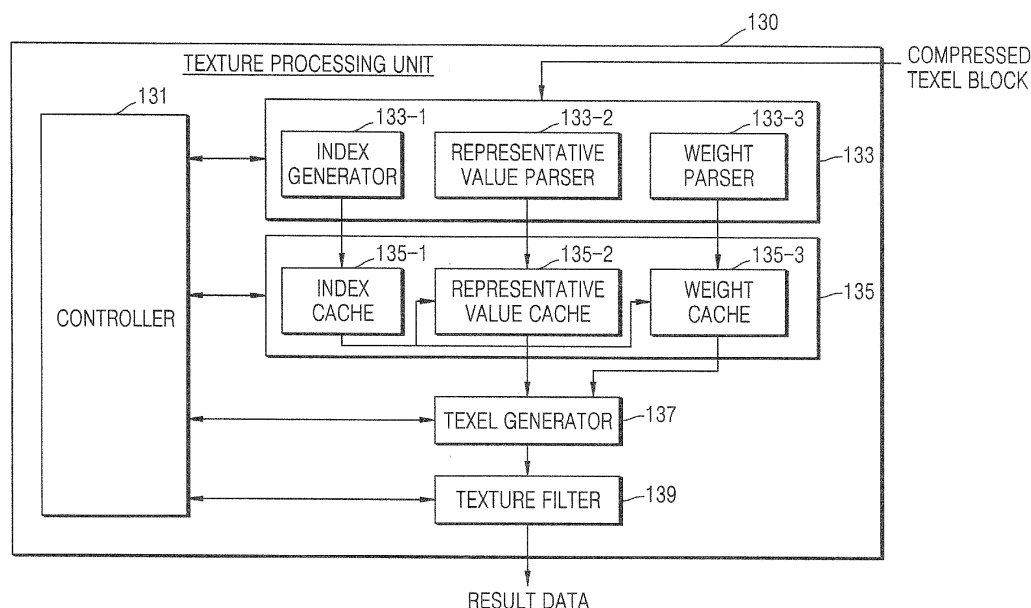 130
TEXTURE PROCESSING UNIT
COMPRESSED
TEXEL BLOCK
131
CONTROLLER
133-1
INDEX
GENERATOR
133-2
REPRESENTATIVE
VALUE PARSER
133-3
WEIGHT
PARSER
133
135-1
INDEX
CACHE
135-2
REPRESENTATIVE
VALUE CACHE
135-3
WEIGHT
CACHE
135
TEXEL GENERATOR
137
TEXTURE FILTER
139
RESULT DATA